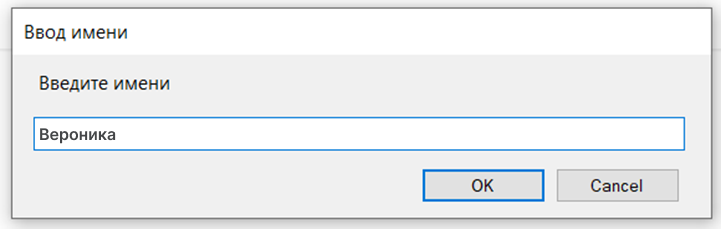 Ввод имени
Введите имени
Вероника
OK
Cancel